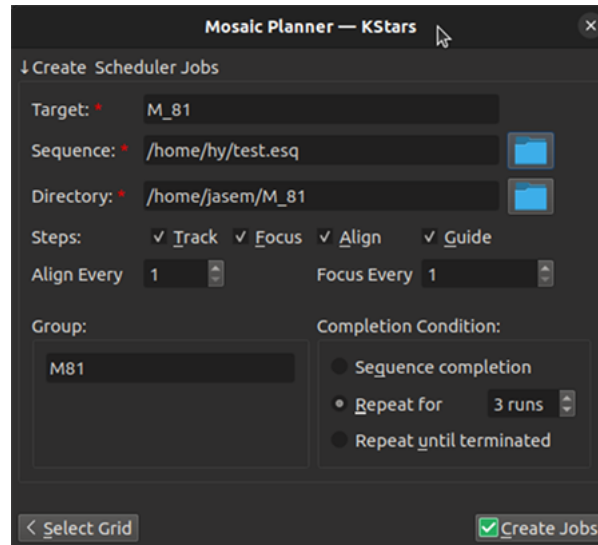 Mosaic Planner — KStars
↓Create Scheduler Jobs
Target: * M_81
Sequence: * /home/hy/test.esq
Directory: * /home/jasem/M_81
Steps: Track Focus Align Guide
Align Every 1 Focus Every 1
Group:
M81
Completion Condition:
Sequence completion
Repeat for 3 runs
Repeat until terminated
< Select Grid Create Jobs